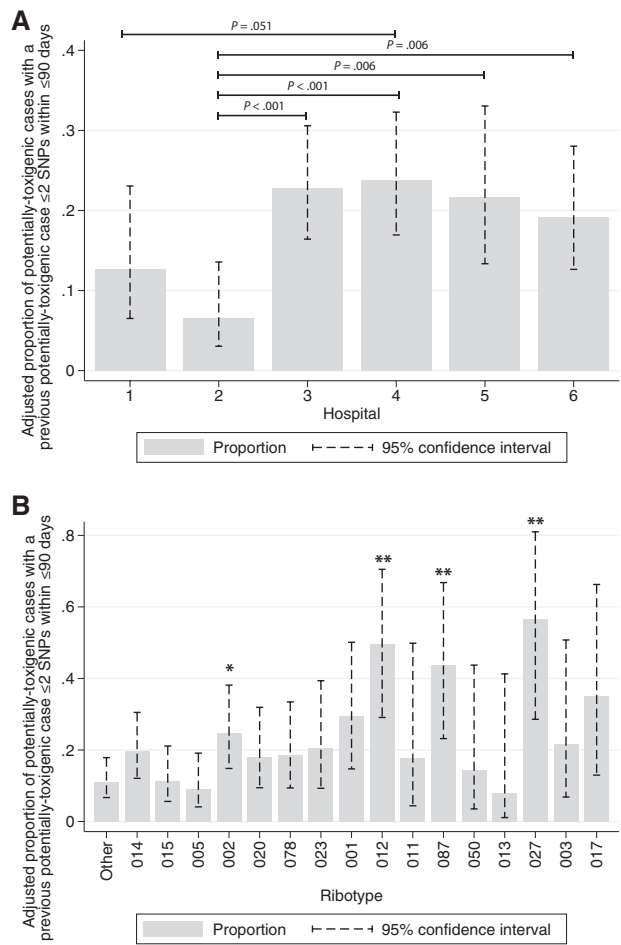 A
Adjusted proportion of potentially-toxigenic cases with a
previous potentially-toxigenic case ≤2 SNPs within ≤90 days
P = .051
P = .006
P = .006
P < .001
P < .001
.4
.3
.2
.1
0
1 2 3 4 5 6
Hospital
Proportion 95% confidence interval
B
Adjusted proportion of potentially-toxigenic cases with a
previous potentially-toxigenic case ≤2 SNPs within ≤90 days
.8
.6
.4
.2
0
* ** ** **
Other 014 015 005 002 020 078 023 001 012 011 087 050 013 027 003 017
Ribotype
Proportion 95% confidence interval